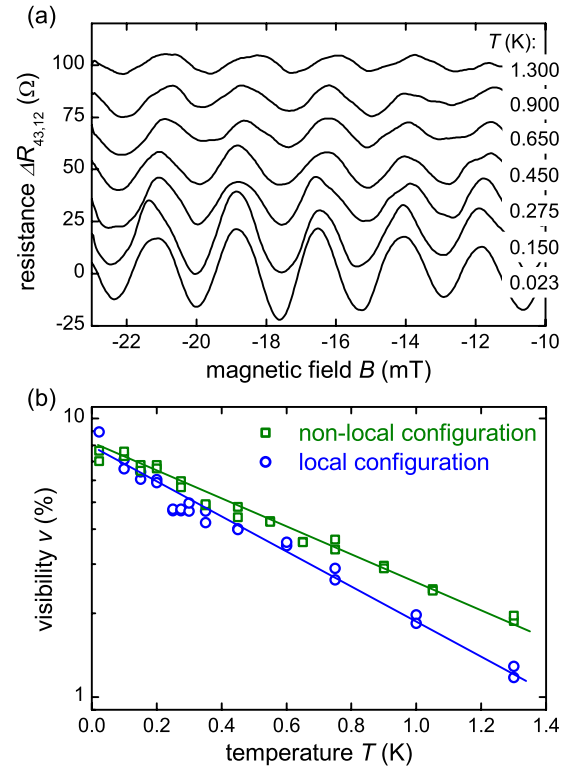 (a)
T (K):
100
75
50
25
0
-25
1.300
0.900
0.650
0.450
0.275
0.150
0.023
resistance ΔR43,12 (Ω)
-22 -20 -18 -16 -14 -12 -10
magnetic field B (mT)
(b)
10
1
non-local configuration
local configuration
visibility v (%)
0.0 0.2 0.4 0.6 0.8 1.0 1.2 1.4
temperature T (K)